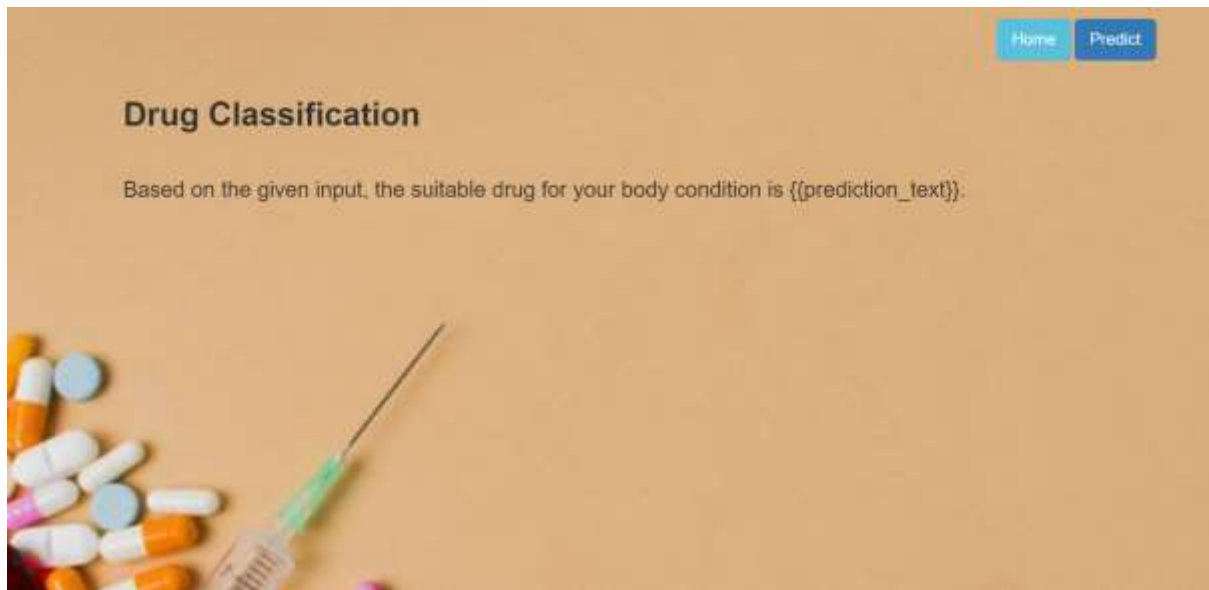 Home Predict
Drug Classification
Based on the given input, the suitable drug for your body condition is {{prediction_text}}.